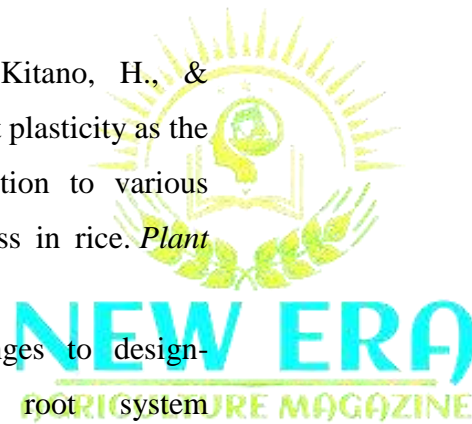 Kitano, H., &
t plasticity as the
tion to various
ss in rice. Plant
NEW ERA
nges to design-
root system
AGRICULTURE MAGAZINE